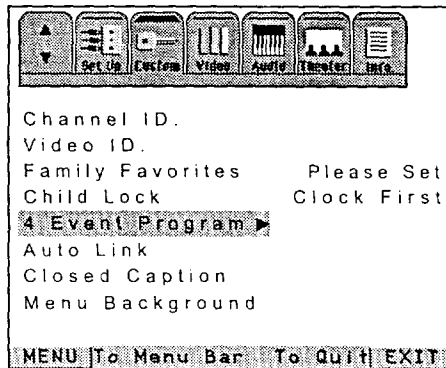 Set Up Custom Video Audio Theater Info
Channel ID.
Video ID.
Family Favorites Please Set
Child Lock Clock First
4 Event Program ►
Auto Link
Closed Caption
Menu Background
MENU To Menu Bar To Quit EXIT